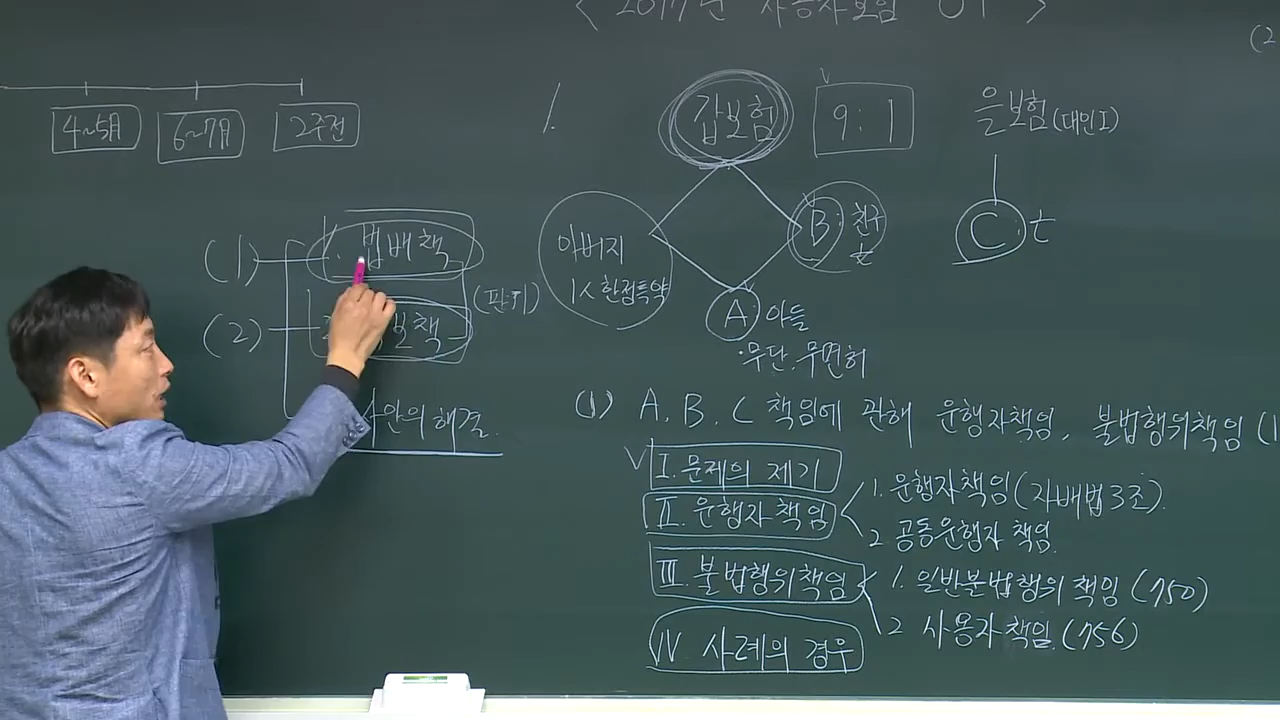 < 2017년 자동차보험 OT >
(2
4~5月
6~7月
2주전
갑보험
9 : 1
을보험(대인I)
(1)
1. 법배책
(2)
보책
(판례)
사안의 해결.
아버지
1人 한정특약
B 친구
A 아들
·무단.무면허
C
(1) A, B, C 책임에 관해 운행자책임, 불법행위책임 (1
I. 문제의 제기
II. 운행자 책임
1. 운행자책임(자배법 3조).
2 공동운행자 책임.
III. 불법행위책임
1. 일반불법행의 책임 (750)
2 사용자 책임. (756)
IV. 사례의 경우